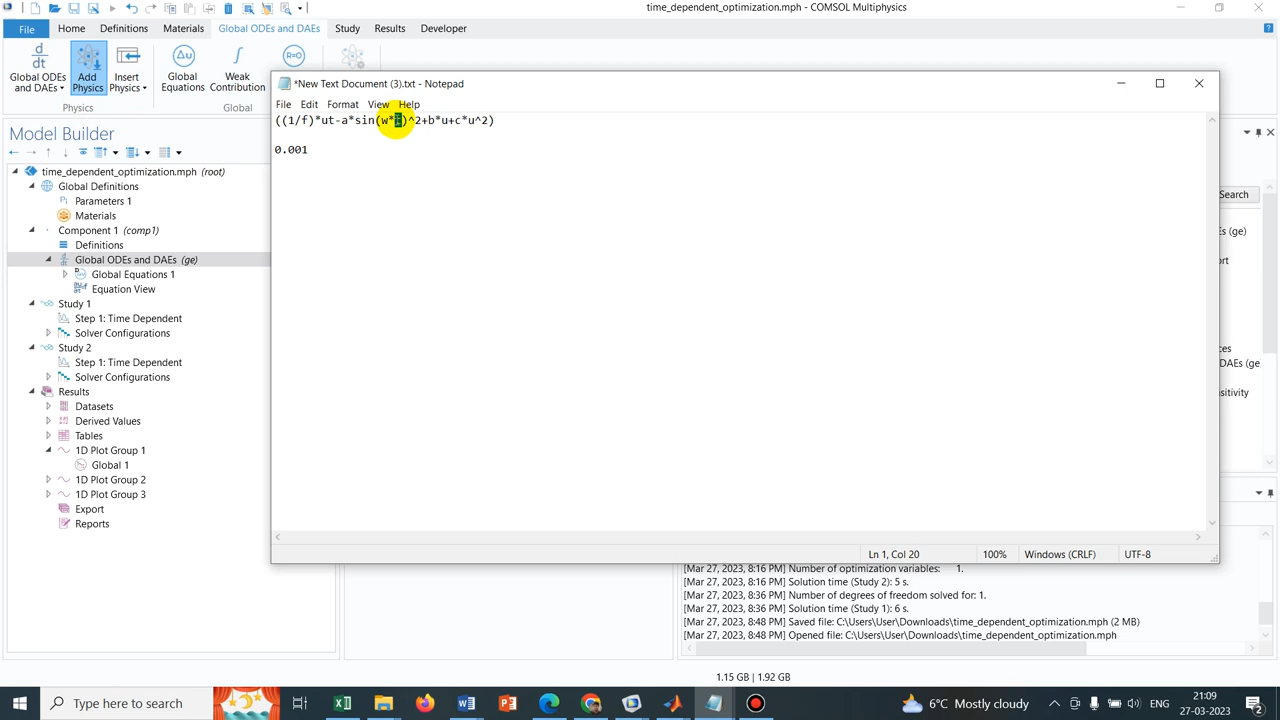 time_dependent_optimization.mph - COMSOL Multiphysics
File Home Definitions Materials Global ODEs and DAEs Study Results Developer
Global ODEs and DAEs Add Physics Insert Physics Global Equations Weak Contribution
Physics Global
*New Text Document (3).txt - Notepad
File Edit Format View Help
((1/f)*ut-a*sin(w* )^2+b*u+c*u^2)
0.001
Model Builder
time_dependent_optimization.mph (root)
Global Definitions
Parameters 1
Materials
Component 1 (comp1)
Definitions
Global ODEs and DAEs (ge)
Global Equations 1
Equation View
Study 1
Step 1: Time Dependent
Solver Configurations
Study 2
Step 1: Time Dependent
Solver Configurations
Results
Datasets
Derived Values
Tables
1D Plot Group 1
Global 1
1D Plot Group 2
1D Plot Group 3
Export
Reports
Search
Ln 1, Col 20 100% Windows (CRLF) UTF-8
[Mar 27, 2023, 8:16 PM] Number of optimization variables: 1.
[Mar 27, 2023, 8:16 PM] Solution time (Study 2): 5 s.
[Mar 27, 2023, 8:36 PM] Number of degrees of freedom solved for: 1.
[Mar 27, 2023, 8:36 PM] Solution time (Study 1): 6 s.
[Mar 27, 2023, 8:48 PM] Saved file: C:\Users\User\Downloads\time_dependent_optimization.mph (2 MB)
[Mar 27, 2023, 8:48 PM] Opened file: C:\Users\User\Downloads\time_dependent_optimization.mph
1.15 GB | 1.92 GB
Type here to search
6°C Mostly cloudy
ENG
21:09
27-03-2023